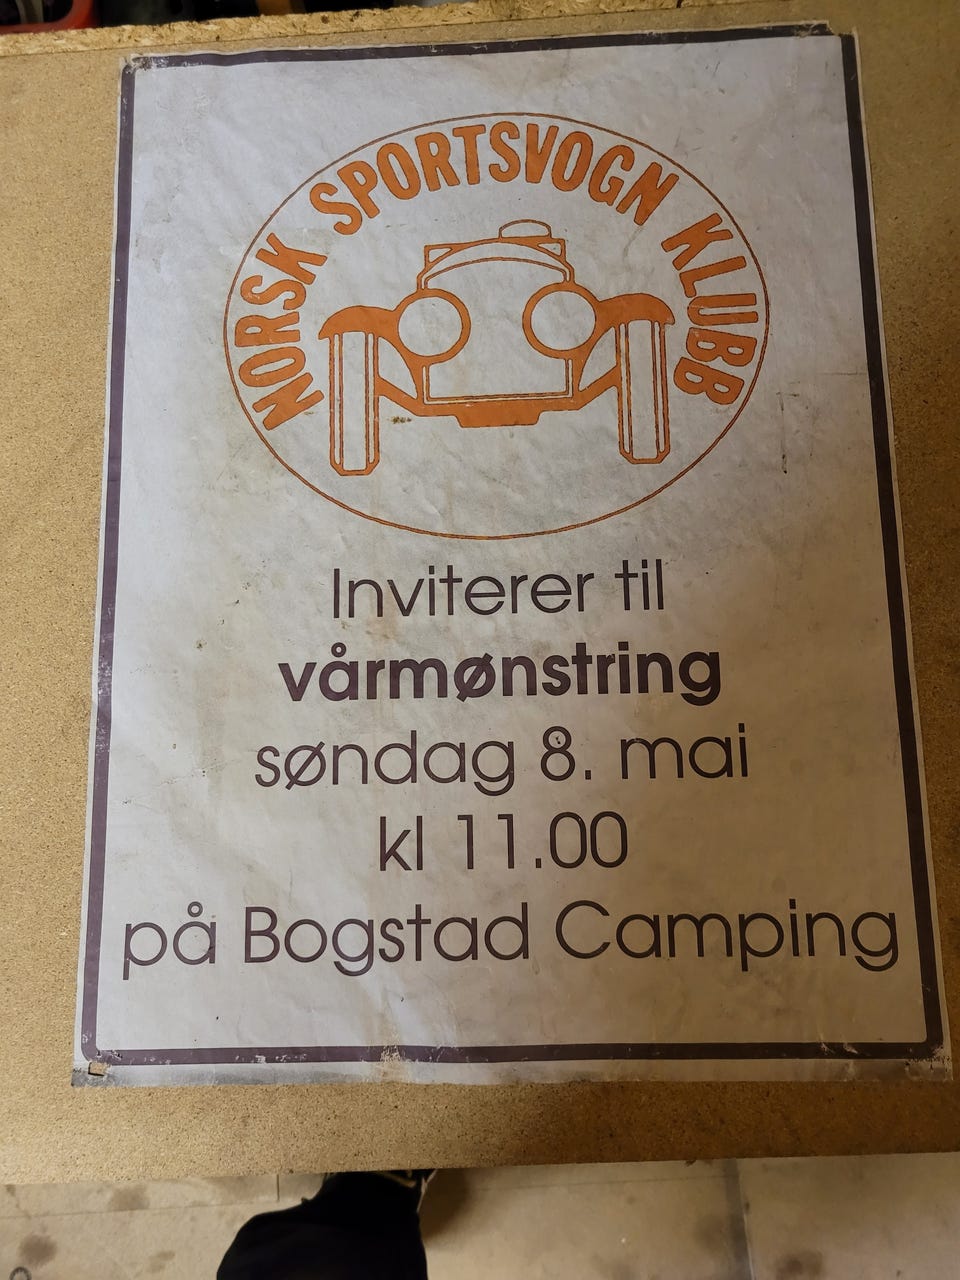 NORSK SPORTSVOGN KLUBB
Inviterer til
vårmønstring
søndag 8. mai
kl 11.00
på Bogstad Camping